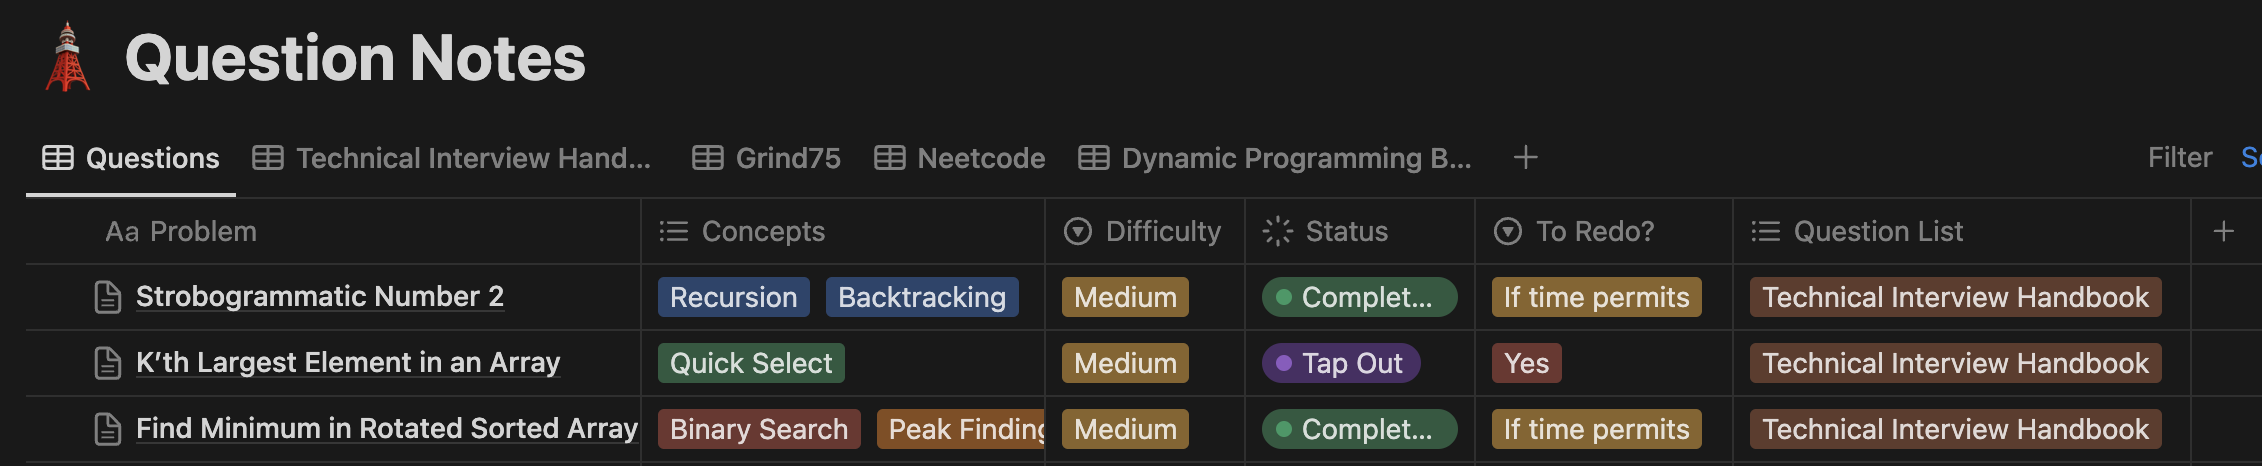 Question Notes
Questions Technical Interview Hand... Grind75 Neetcode Dynamic Programming B... + Filter
Aa Problem Concepts Difficulty Status To Redo? Question List +
Strobogrammatic Number 2 Recursion Backtracking Medium Complet... If time permits Technical Interview Handbook
K’th Largest Element in an Array Quick Select Medium Tap Out Yes Technical Interview Handbook
Find Minimum in Rotated Sorted Array Binary Search Peak Finding Medium Complet... If time permits Technical Interview Handbook